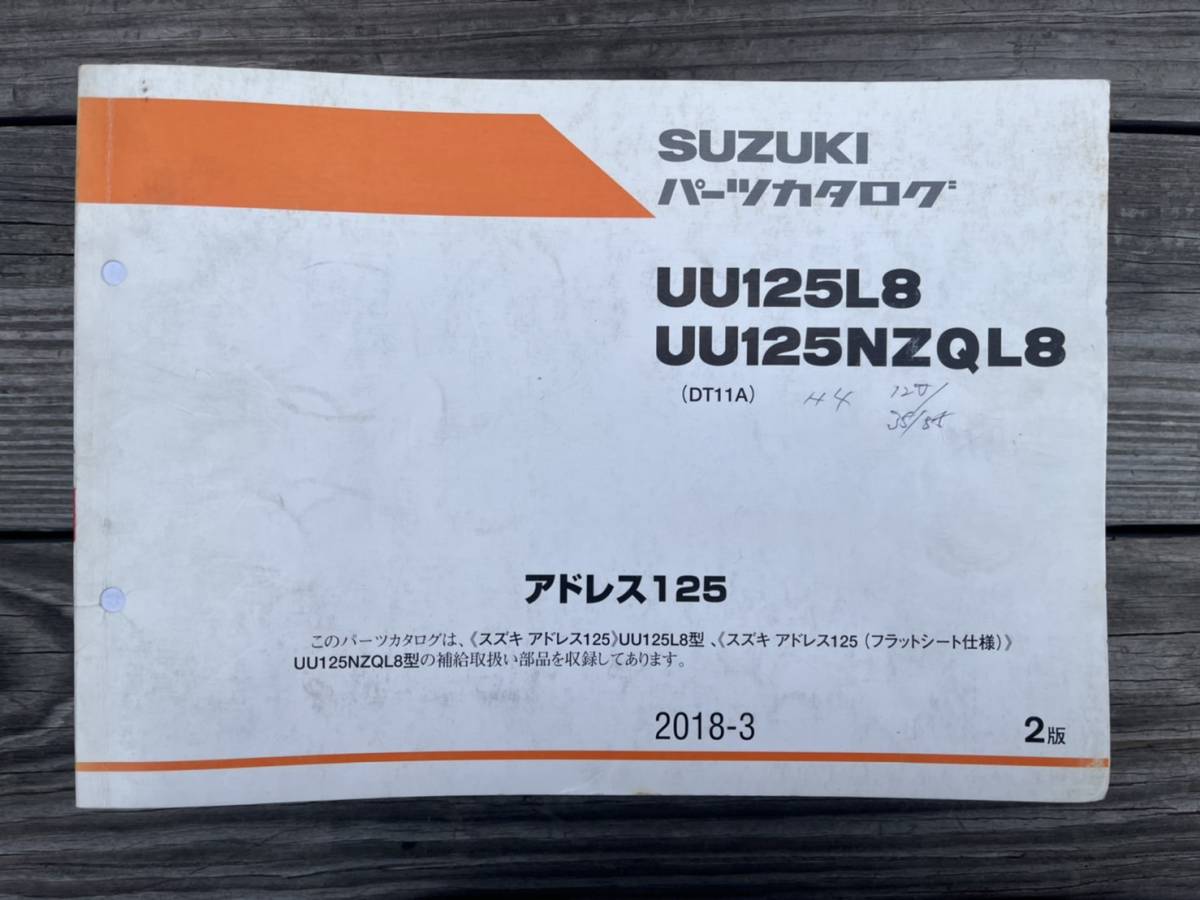 SUZUKI
パーツカタログ
UU125L8
UU125NZQL8
(DT11A) H4
アドレス125
このパーツカタログは、《スズキ アドレス125》UU125L8型、《スズキ アドレス125（フラットシート仕様）》
UU125NZQL8型の補給取扱い部品を収録してあります。
2018-3 2版